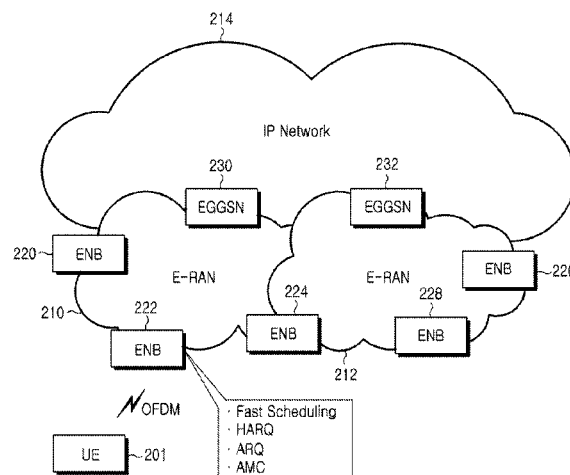 214
IP Network
230
232
EGGSN
EGGSN
220
ENB
ENB
226
E-RAN
E-RAN
210
222
224
228
ENB
ENB
ENB
212
OFDM
· Fast Scheduling
· HARQ
· ARQ
· AMC
UE
201